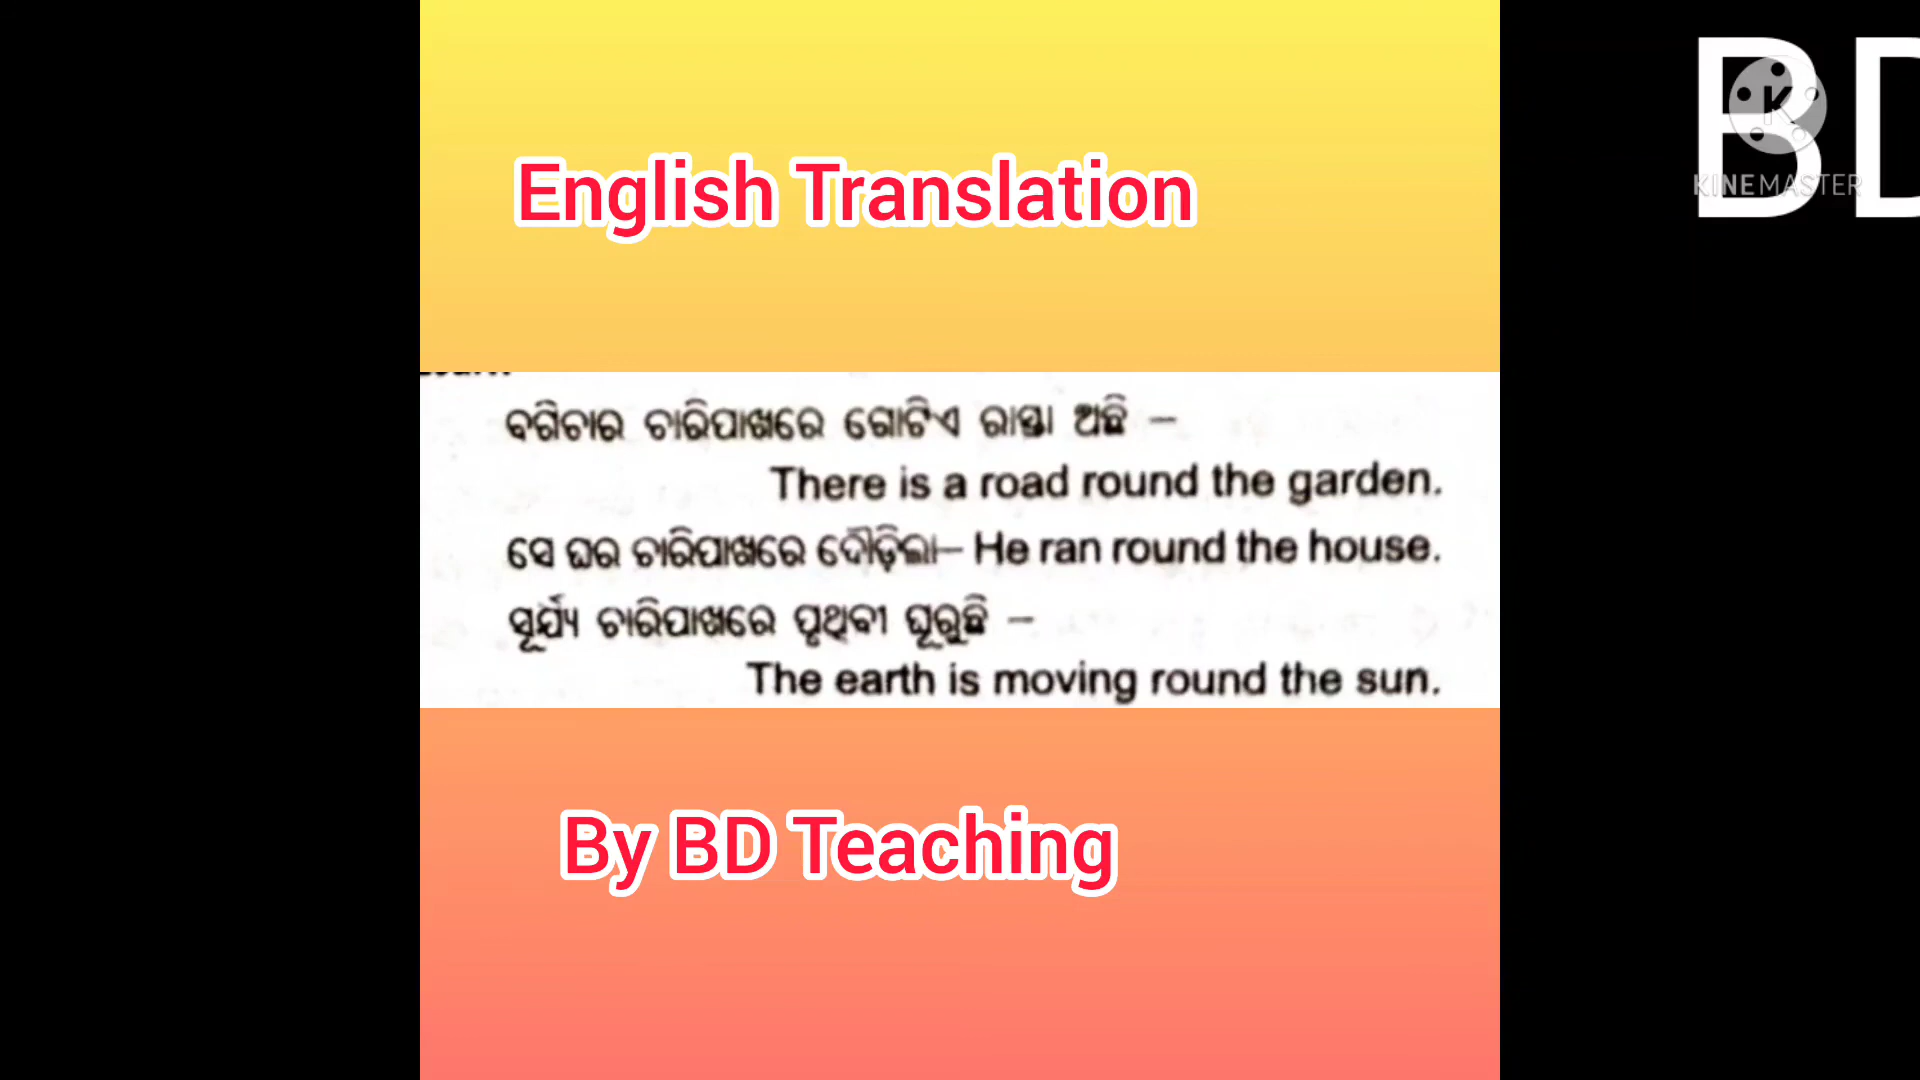 English Translation
ବଗିଚାର ଚାରିପାଖରେ ଗୋଟିଏ ରାସ୍ତା ଅଛି –
There is a road round the garden.
ସେ ଘର ଚାରିପାଖରେ ଦୌଡ଼ିଲା– He ran round the house.
ସୂର୍ଯ୍ୟ ଚାରିପାଖରେ ପୃଥିବୀ ଘୂରୁଛି –
The earth is moving round the sun.
By BD Teaching
BD
KINEMASTER